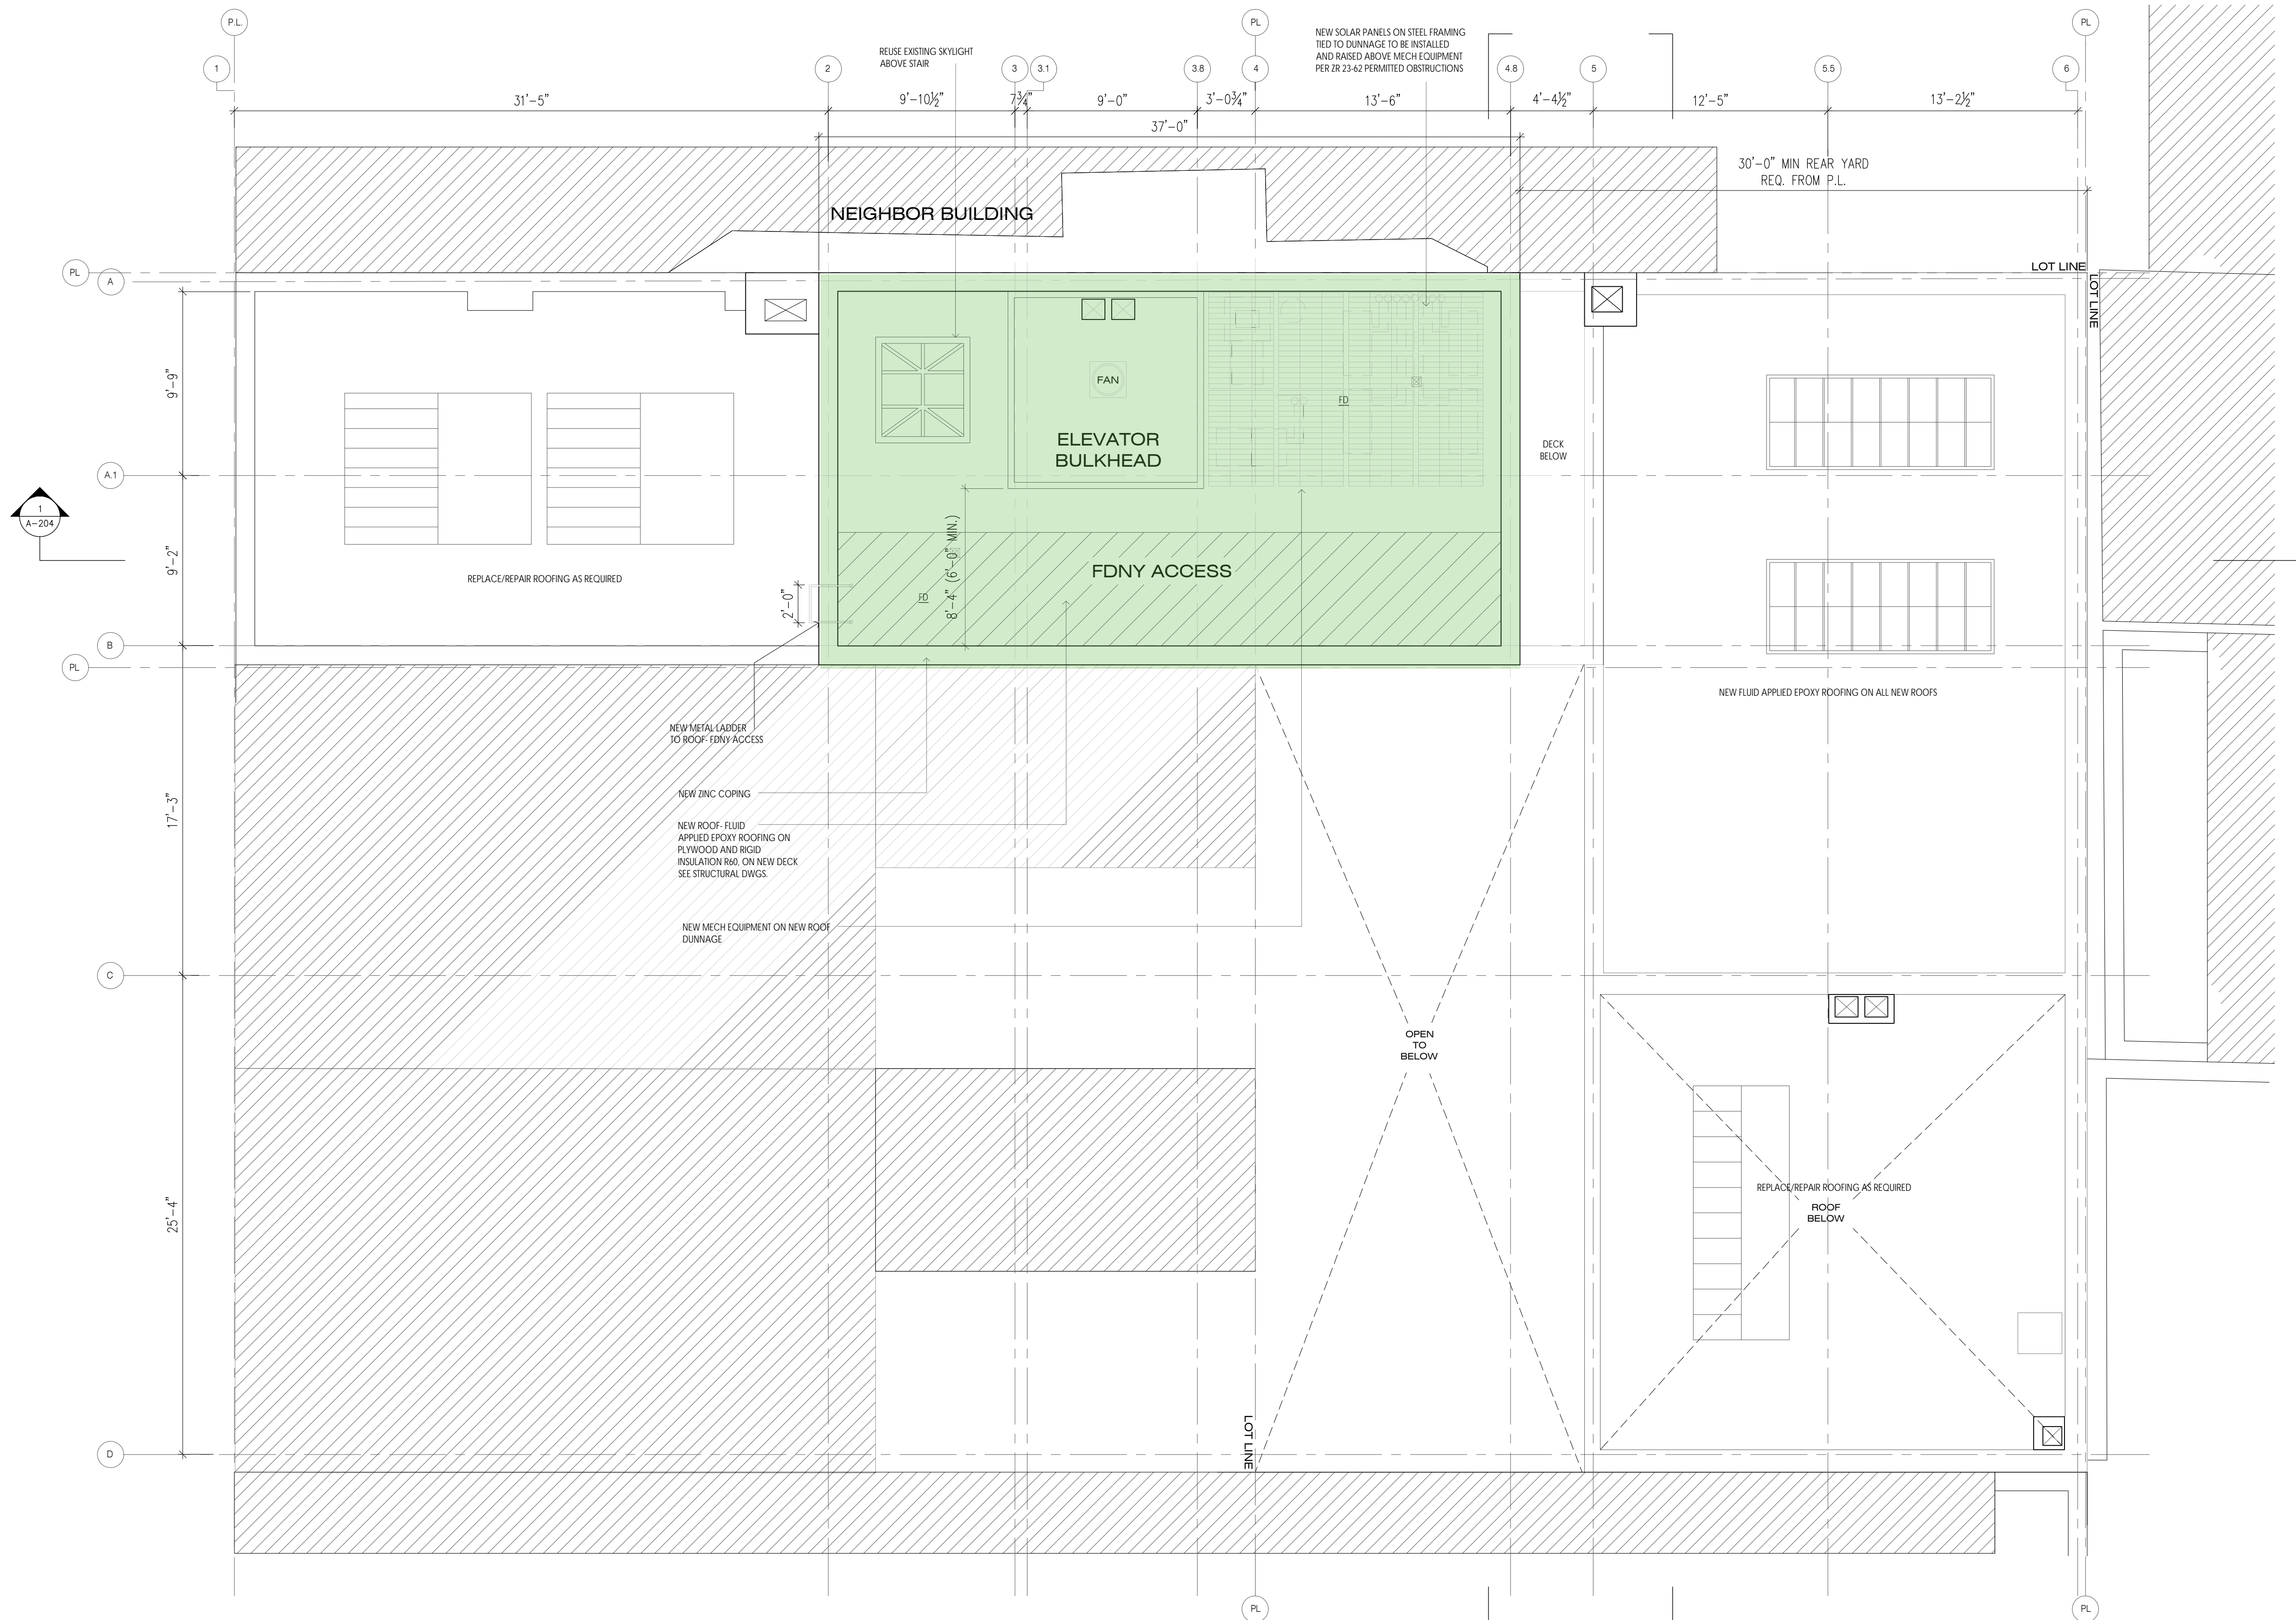 P.L.
PL
PL
1
2
3
3.1
3.8
4
4.8
5
5.5
6
REUSE EXISTING SKYLIGHT
ABOVE STAIR
NEW SOLAR PANELS ON STEEL FRAMING
TIED TO DUNNAGE TO BE INSTALLED
AND RAISED ABOVE MECH EQUIPMENT
PER ZR 23-62 PERMITTED OBSTRUCTIONS
31'-5"
9'-10½"
7¾"
9'-0"
3'-0¾"
13'-6"
4'-4½"
12'-5"
13'-2½"
37'-0"
30'-0" MIN REAR YARD
REQ. FROM P.L.
NEIGHBOR BUILDING
LOT LINE
LOT LINE
PL
A
9'-9"
FAN
FD
ELEVATOR
BULKHEAD
DECK
BELOW
A.1
1
A-204
9'-2"
8'-4" (6'-0" MIN.)
FDNY ACCESS
REPLACE/REPAIR ROOFING AS REQUIRED
2'-0"
FD
B
PL
NEW FLUID APPLIED EPOXY ROOFING ON ALL NEW ROOFS
NEW METAL LADDER
TO ROOF- FDNY ACCESS
NEW ZINC COPING
17'-3"
NEW ROOF- FLUID
APPLIED EPOXY ROOFING ON
PLYWOOD AND RIGID
INSULATION R60, ON NEW DECK
SEE STRUCTURAL DWGS.
NEW MECH EQUIPMENT ON NEW ROOF
DUNNAGE
C
OPEN
TO
BELOW
25'-4"
REPLACE/REPAIR ROOFING AS REQUIRED
ROOF
BELOW
LOT LINE
D
PL
PL